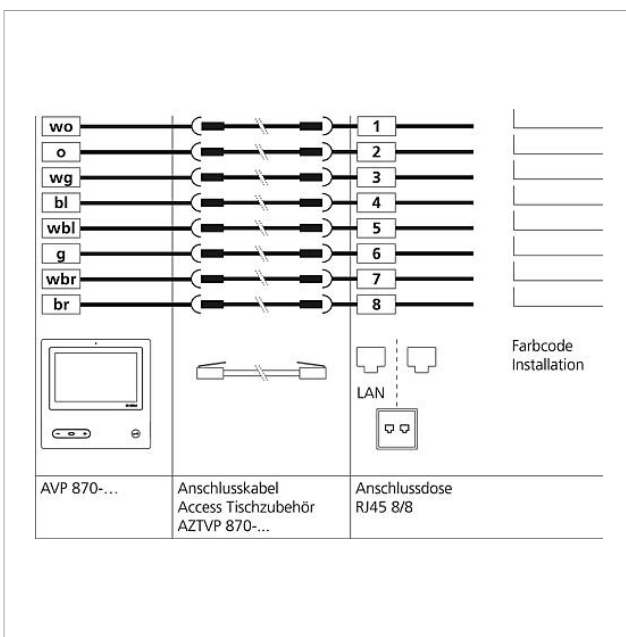 wo 1
o 2
wg 3
bl 4
wbl 5
g 6
wbr 7
br 8
Farbcode
Installation
LAN
AVP 870-...
Anschlusskabel
Access Tischzubehör
AZTVP 870-...
Anschlussdose
RJ45 8/8